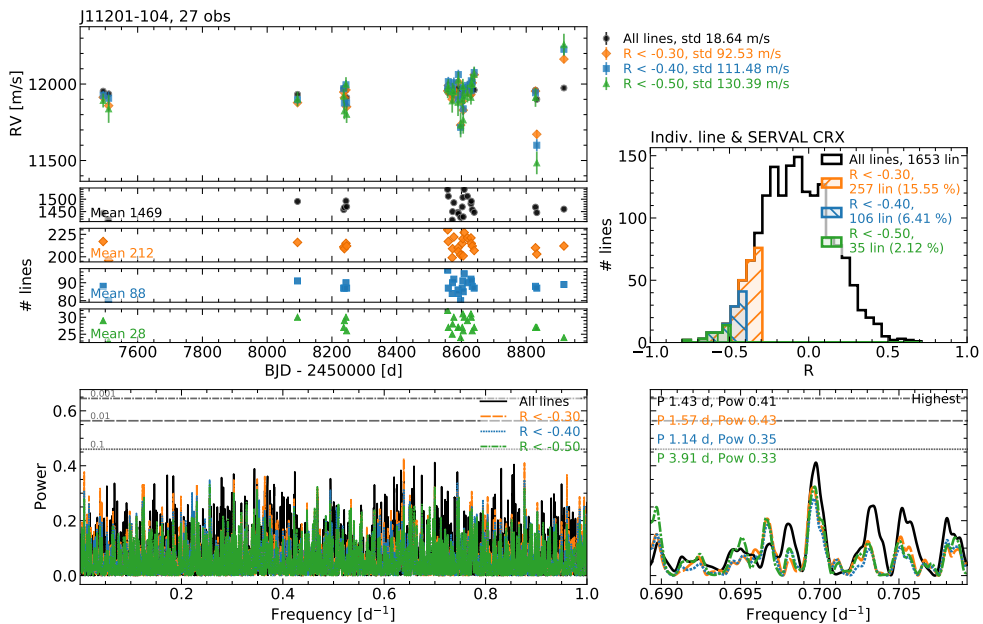 J11201-104, 27 obs
RV [m/s]
12000
11500
All lines, std 18.64 m/s
R < -0.30, std 92.53 m/s
R < -0.40, std 111.48 m/s
R < -0.50, std 130.39 m/s
# lines
1500
1450
Mean 1469
225
200
Mean 212
90
80
Mean 88
30
25
Mean 28
7600 7800 8000 8200 8400 8600 8800
BJD - 2450000 [d]
Indiv. line & SERVAL CRX
# lines
150
100
50
0
All lines, 1653 lin
R < -0.30,
257 lin (15.55 %)
R < -0.40,
106 lin (6.41 %)
R < -0.50,
35 lin (2.12 %)
−1.0 −0.5 0.0 0.5 1.0
R
Power
0.6
0.4
0.2
0.0
0.001
0.01
0.1
All lines
R < -0.30
R < -0.40
R < -0.50
0.2 0.4 0.6 0.8 1.0
Frequency [d−1]
P 1.43 d, Pow 0.41
Highest
P 1.57 d, Pow 0.43
P 1.14 d, Pow 0.35
P 3.91 d, Pow 0.33
0.690 0.695 0.700 0.705
Frequency [d−1]